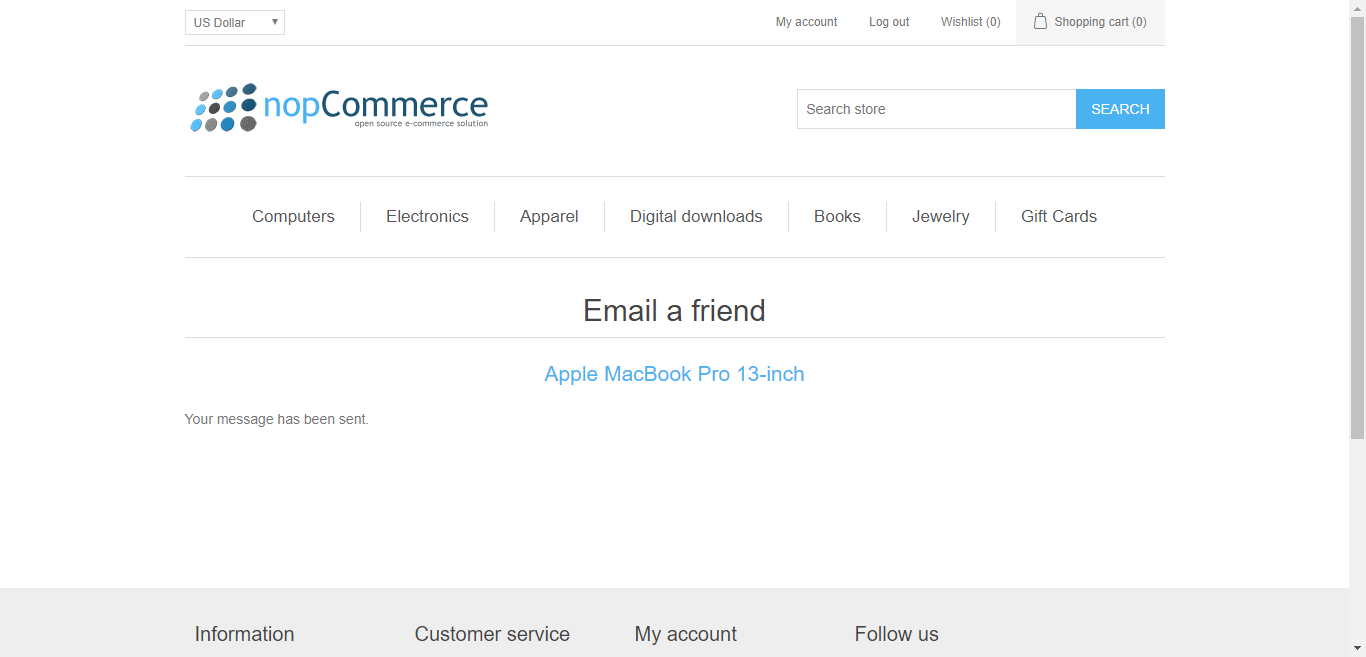 US Dollar
My account
Log out
Wishlist (0)
Shopping cart (0)
nopCommerce
open source e-commerce solution
Search store
SEARCH
Computers
Electronics
Apparel
Digital downloads
Books
Jewelry
Gift Cards
Email a friend
Apple MacBook Pro 13-inch
Your message has been sent.
Information
Customer service
My account
Follow us